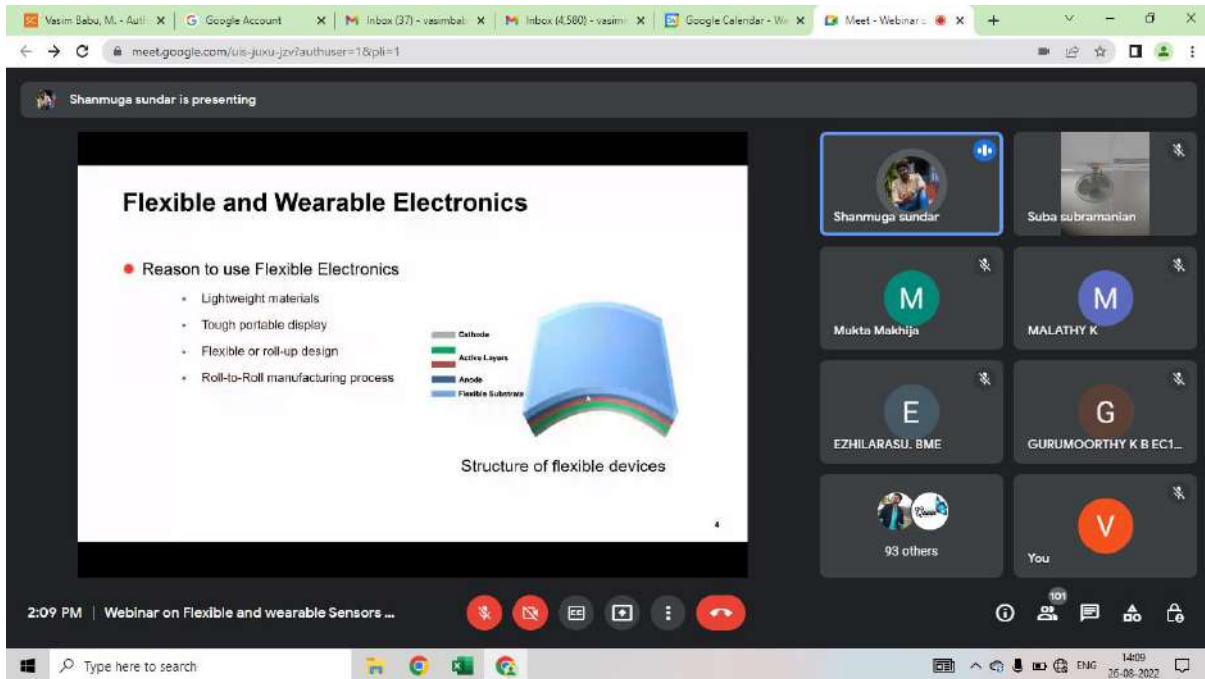 Vasim Babu, M. - Auth
Google Account
Inbox (37) - vasimbab
Inbox (4,580) - vasim
Google Calendar - We
Meet - Webinar
meet.google.com/uis-juxu-jzv?authuser=1&pli=1
Shanmuga sundar is presenting
Flexible and Wearable Electronics
Reason to use Flexible Electronics
Lightweight materials
Tough portable display
Flexible or roll-up design
Roll-to-Roll manufacturing process
Cathode
Active Layers
Anode
Flexible Substrate
Structure of flexible devices
4
Shanmuga sundar
Suba subramanian
M
Mukta Makhija
M
MALATHY K
E
EZHILARASU. BME
G
GURUMOORTHY K B EC1...
93 others
V
You
2:09 PM | Webinar on Flexible and wearable Sensors ...
101
Type here to search
ENG
14:09
26-08-2022